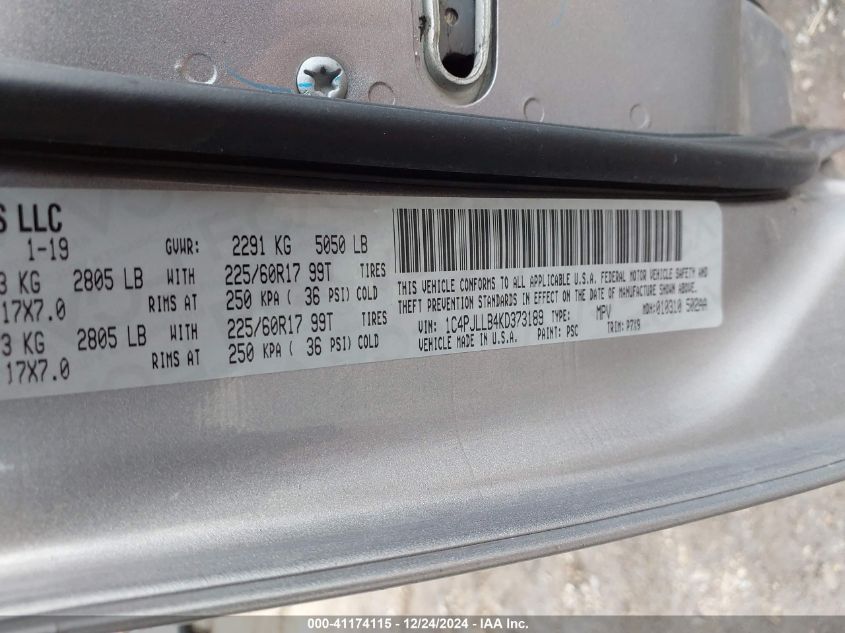 S LLC
1-19 GVWR: 2291 KG 5050 LB
3 KG 2805 LB WITH 225/60R17 99T TIRES
17X7.0 RIMS AT 250 KPA ( 36 PSI) COLD
3 KG 2805 LB WITH 225/60R17 99T TIRES
17X7.0 RIMS AT 250 KPA ( 36 PSI) COLD
THIS VEHICLE CONFORMS TO ALL APPLICABLE U.S.A. FEDERAL MOTOR VEHICLE SAFETY AND
THEFT PREVENTION STANDARDS IN EFFECT ON THE DATE OF MANUFACTURE SHOWN ABOVE.
VIN: 1C4PJLLB4KD373189 TYPE: MPV MDH:010310 502AA
VEHICLE MADE IN U.S.A. PAINT: PSC TRIM: P7X9
000-41174115 - 12/24/2024 - IAA Inc.